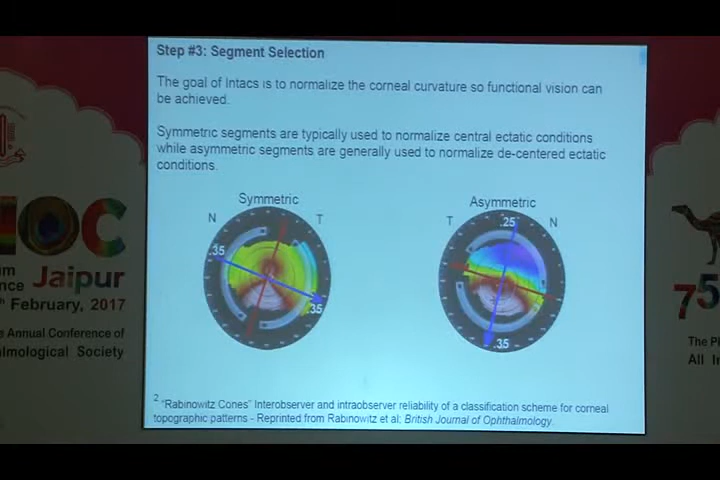 Step #3: Segment Selection
The goal of Intacs is to normalize the corneal curvature so functional vision can
be achieved.
Symmetric segments are typically used to normalize central ectatic conditions
while asymmetric segments are generally used to normalize de-centered ectatic
conditions.
Symmetric
N
T
.35
.35
Asymmetric
T
.25
N
.35
2 "Rabinowitz Cones" Interobserver and intraobserver reliability of a classification scheme for corneal
topographic patterns - Reprinted from Rabinowitz et al; British Journal of Ophthalmology.
OC
Jaipur
February, 2017
Annual Conference of
Society
75
The
All